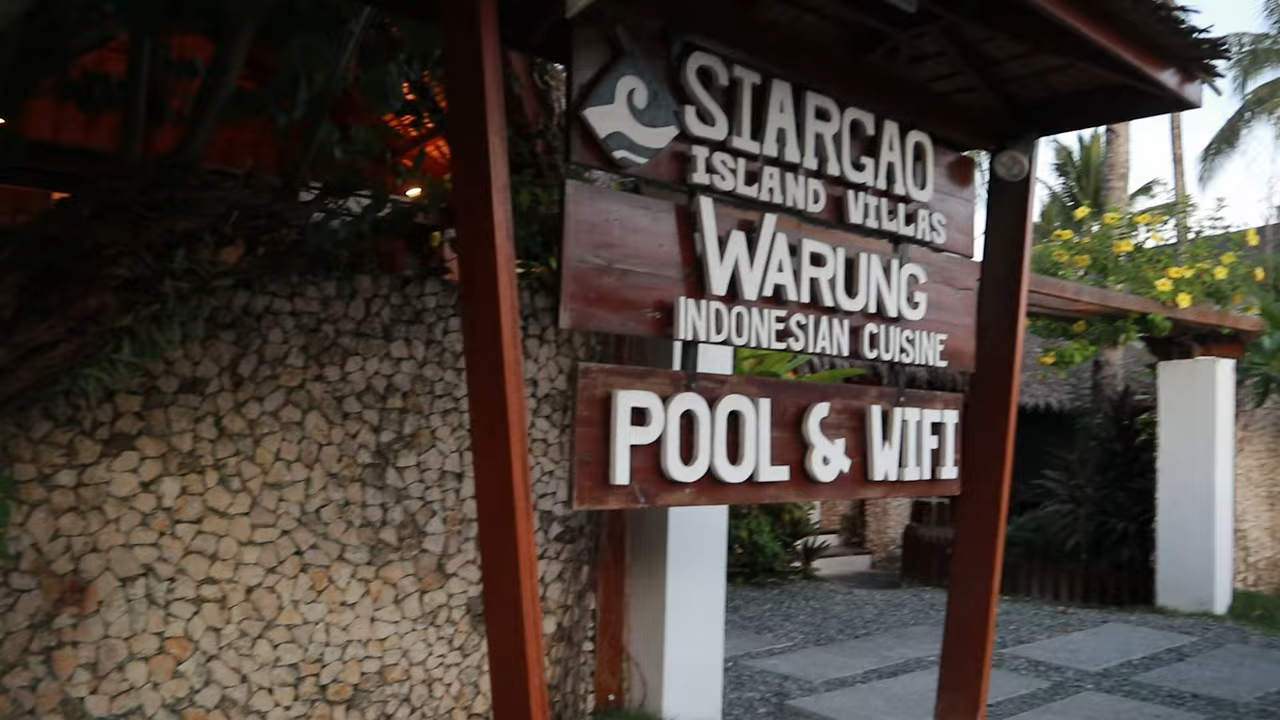 SIARGAO
ISLAND VILLAS
WARUNG
INDONESIAN CUISINE
POOL & WIFI